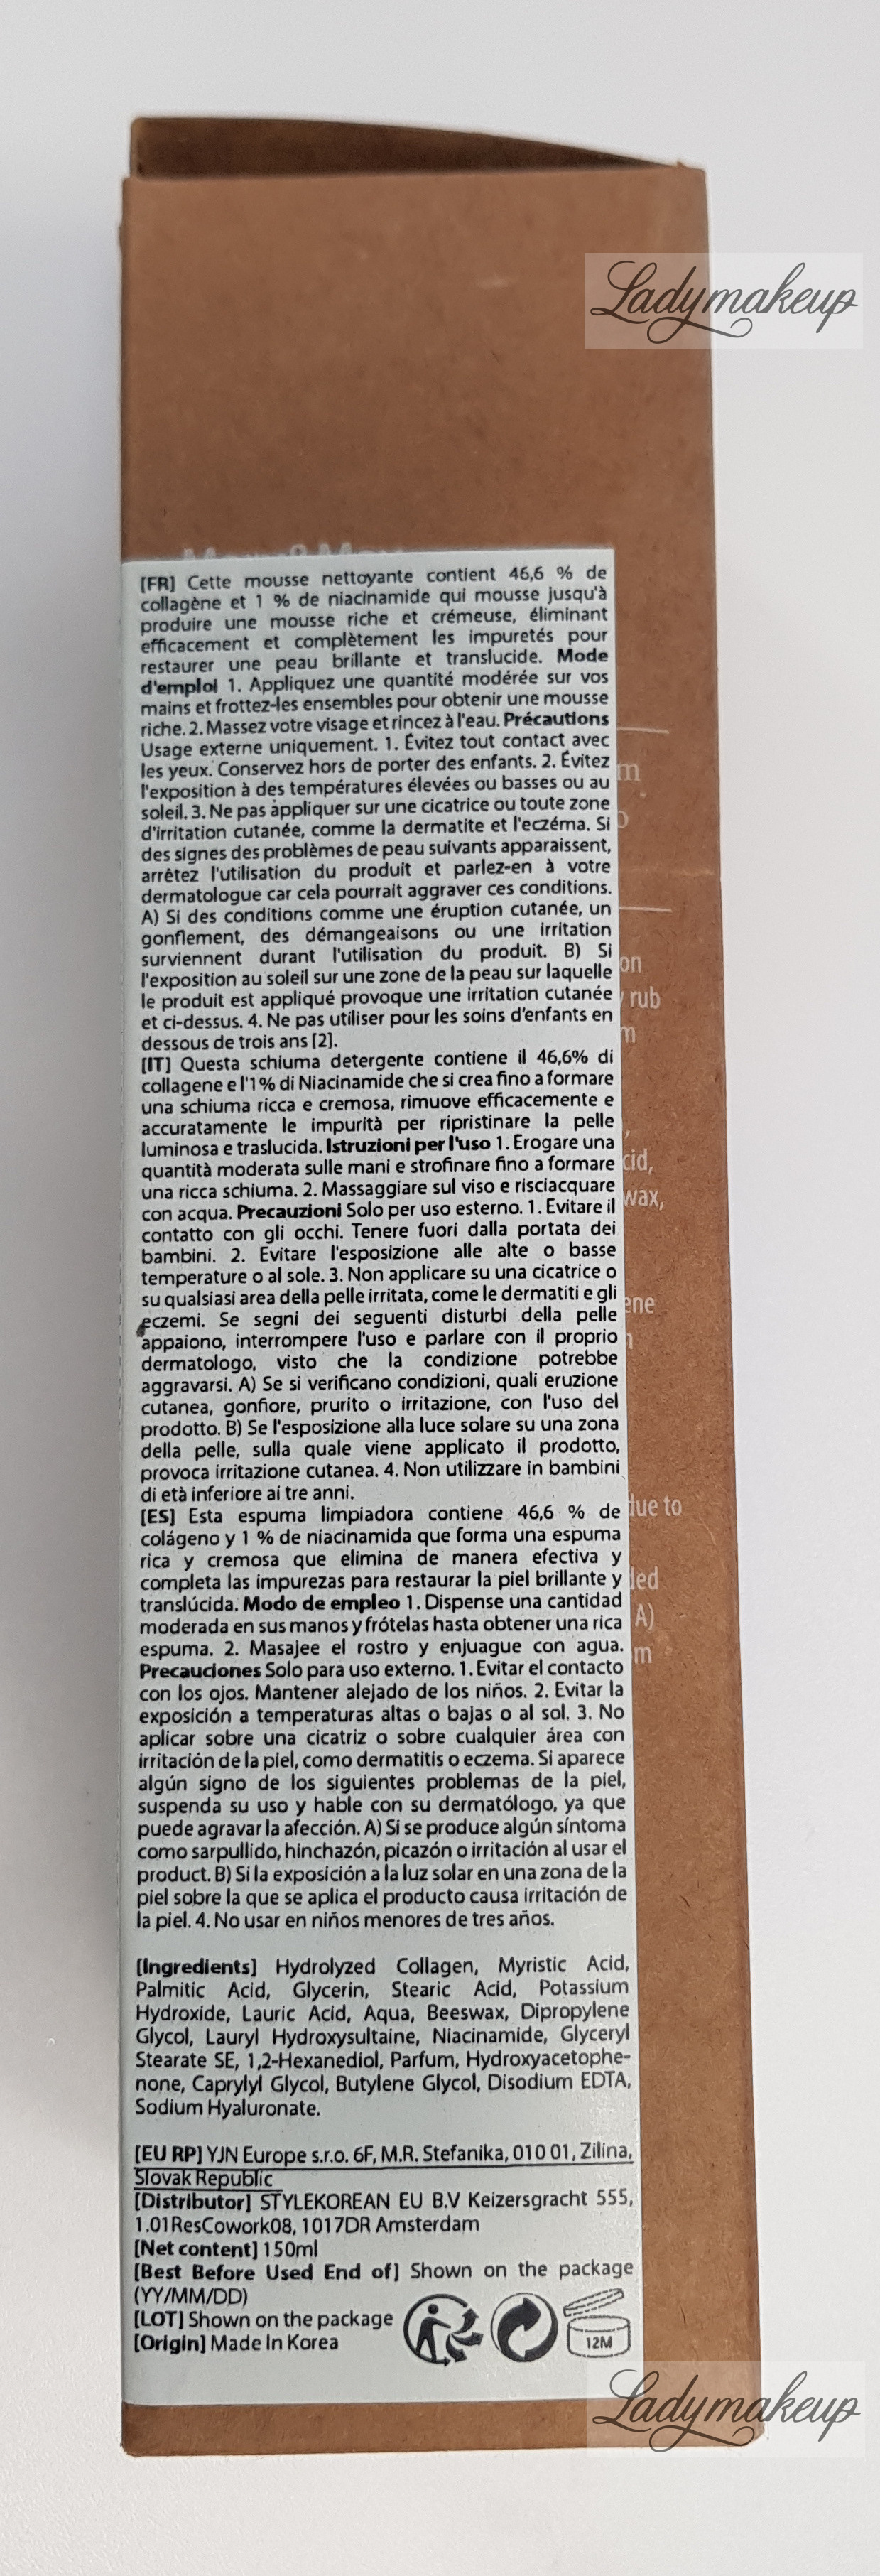 Ladymakeup
[FR] Cette mousse nettoyante contient 46,6 % de
collagène et 1 % de niacinamide qui mousse jusqu'à
produire une mousse riche et crémeuse, éliminant
efficacement et complètement les impuretés pour
restaurer une peau brillante et translucide. Mode
d'emploi 1. Appliquez une quantité modérée sur vos
mains et frottez-les ensembles pour obtenir une mousse
riche. 2. Massez votre visage et rincez à l'eau. Précautions
Usage externe uniquement. 1. Évitez tout contact avec
les yeux. Conservez hors de porter des enfants. 2. Évitez
l'exposition à des températures élevées ou basses ou au
soleil. 3. Ne pas appliquer sur une cicatrice ou toute zone
d'irritation cutanée, comme la dermatite et l'eczéma. Si
des signes des problèmes de peau suivants apparaissent,
arrêtez l'utilisation du produit et parlez-en à votre
dermatologue car cela pourrait aggraver ces conditions.
A) Si des conditions comme une éruption cutanée, un
gonflement, des démangeaisons ou une irritation
surviennent durant l'utilisation du produit. B) Si
l'exposition au soleil sur une zone de la peau sur laquelle
le produit est appliqué provoque une irritation cutanée
et ci-dessus. 4. Ne pas utiliser pour les soins d'enfants en
dessous de trois ans [2].
[IT] Questa schiuma detergente contiene il 46,6% di
collagene e l'1% di Niacinamide che si crea fino a formare
una schiuma ricca e cremosa, rimuove efficacemente e
accuratamente le impurità per ripristinare la pelle
luminosa e traslucida. Istruzioni per l'uso 1. Erogare una
quantità moderata sulle mani e strofinare fino a formare
una ricca schiuma. 2. Massaggiare sul viso e risciacquare
con acqua. Precauzioni Solo per uso esterno. 1. Evitare il
contatto con gli occhi. Tenere fuori dalla portata dei
bambini. 2. Evitare l'esposizione alle alte o basse
temperature o al sole. 3. Non applicare su una cicatrice o
su qualsiasi area della pelle irritata, come le dermatiti e gli
eczemi. Se segni dei seguenti disturbi della pelle
appaiono, interrompere l'uso e parlare con il proprio
dermatologo, visto che la condizione potrebbe
aggravarsi. A) Se si verificano condizioni, quali eruzione
cutanea, gonfiore, prurito o irritazione, con l'uso del
prodotto. B) Se l'esposizione alla luce solare su una zona
della pelle, sulla quale viene applicato il prodotto,
provoca irritazione cutanea. 4. Non utilizzare in bambini
di età inferiore ai tre anni.
[ES] Esta espuma limpiadora contiene 46,6 % de
colágeno y 1 % de niacinamida que forma una espuma
rica y cremosa que elimina de manera efectiva y
completa las impurezas para restaurar la piel brillante y
translúcida. Modo de empleo 1. Dispense una cantidad
moderada en sus manos y frótelas hasta obtener una rica
espuma. 2. Masajee el rostro y enjuague con agua.
Precauciones Solo para uso externo. 1. Evitar el contacto
con los ojos. Mantener alejado de los niños. 2. Evitar la
exposición a temperaturas altas o bajas o al sol. 3. No
aplicar sobre una cicatriz o sobre cualquier área con
irritación de la piel, como dermatitis o eczema. Si aparece
algún signo de los siguientes problemas de la piel,
suspenda su uso y hable con su dermatólogo, ya que
puede agravar la afección. A) Si se produce algún síntoma
como sarpullido, hinchazón, picazón o irritación al usar el
product. B) Si la exposición a la luz solar en una zona de la
piel sobre la que se aplica el producto causa irritación de
la piel. 4. No usar en niños menores de tres años.
[Ingredients] Hydrolyzed Collagen, Myristic Acid,
Palmitic Acid, Glycerin, Stearic Acid, Potassium
Hydroxide, Lauric Acid, Aqua, Beeswax, Dipropylene
Glycol, Lauryl Hydroxysultaine, Niacinamide, Glyceryl
Stearate SE, 1,2-Hexanediol, Parfum, Hydroxyacetophe-
none, Caprylyl Glycol, Butylene Glycol, Disodium EDTA,
Sodium Hyaluronate.
[EU RP] YJN Europe s.r.o. 6F, M.R. Stefanika, 010 01, Zilina,
Slovak Republic
[Distributor] STYLEKOREAN EU B.V Keizersgracht 555,
1.01ResCowork08, 1017DR Amsterdam
[Net content] 150ml
[Best Before Used End of] Shown on the package
(YY/MM/DD)
[LOT] Shown on the package
[Origin] Made In Korea
12M
rub
due to
A)
Ladymakeup